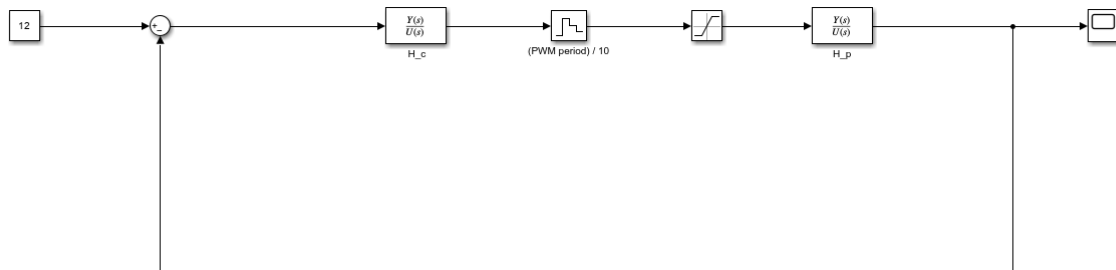 12
+
-
Y(s)
U(s)
H_c
(PWM period) / 10
Y(s)
U(s)
H_p